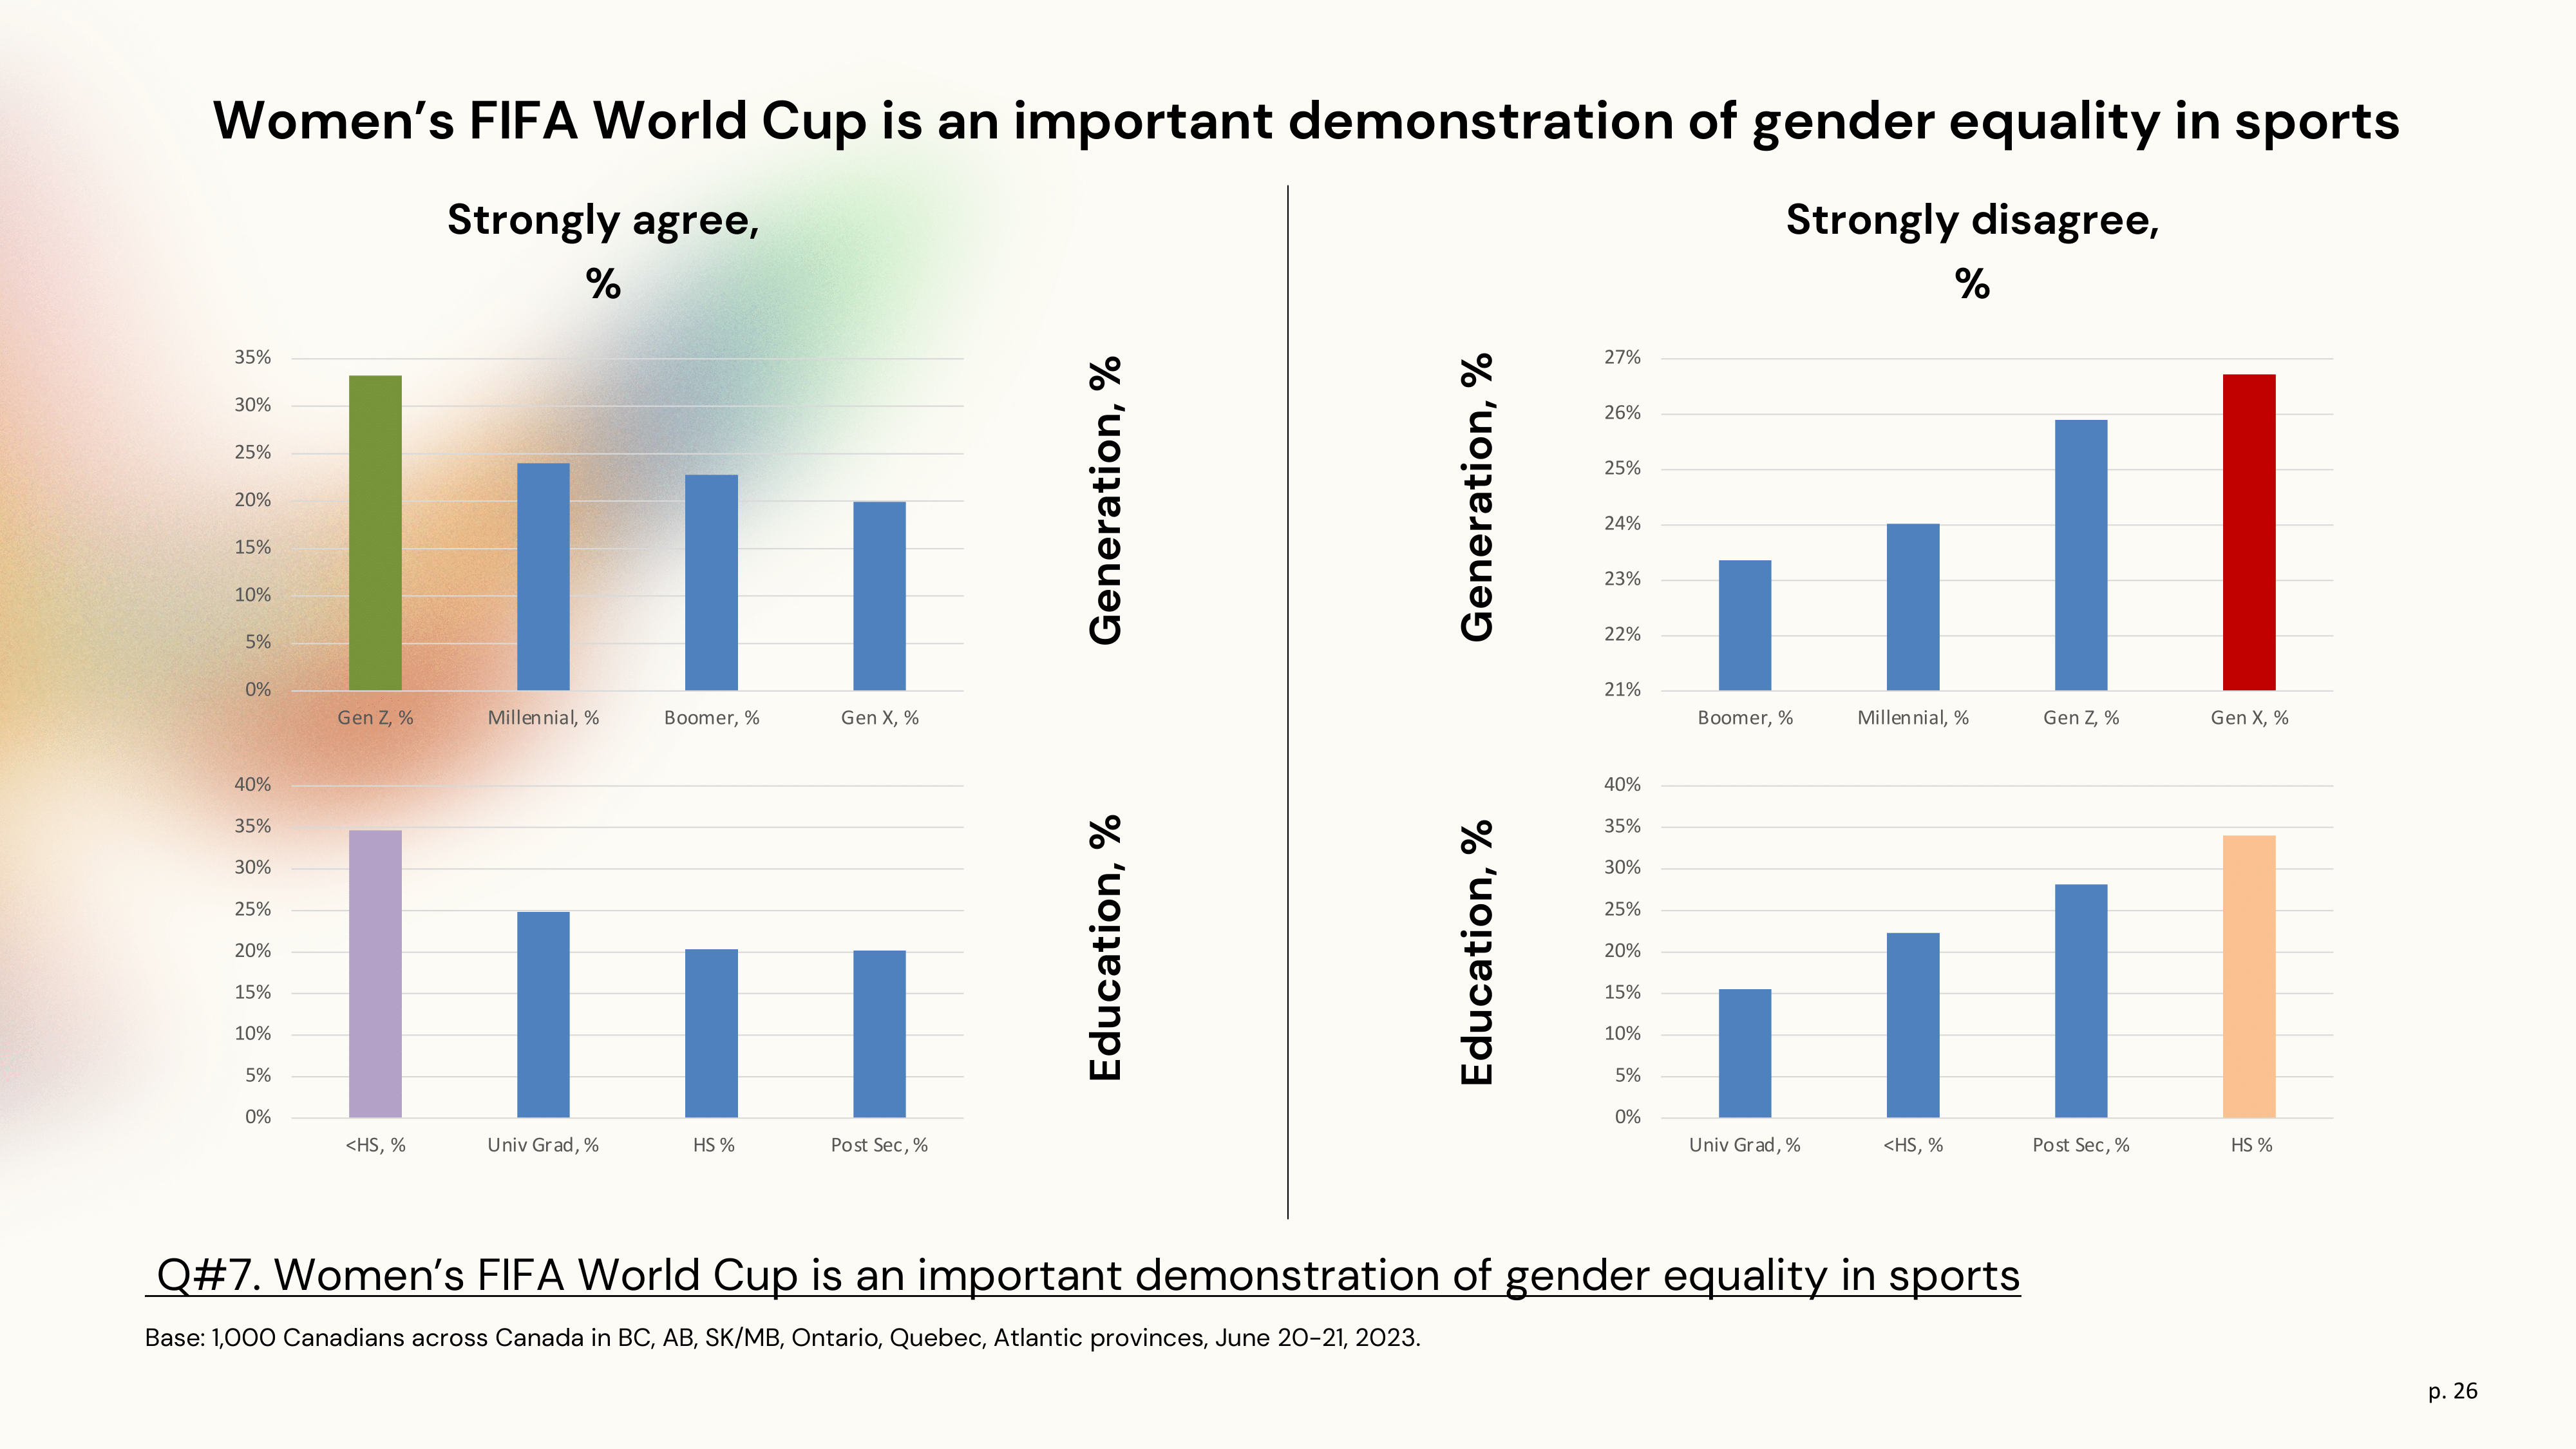 Women’s FIFA World Cup is an important demonstration of gender equality in sports
Strongly agree,
%
35%
30%
25%
20%
15%
10%
5%
0%
Gen Z, % Millennial, % Boomer, % Gen X, %
Generation, %
40%
35%
30%
25%
20%
15%
10%
5%
0%
<HS, % Univ Grad, % HS % Post Sec, %
Education, %
Strongly disagree,
%
Generation, %
27%
26%
25%
24%
23%
22%
21%
Boomer, % Millennial, % Gen Z, % Gen X, %
Education, %
40%
35%
30%
25%
20%
15%
10%
5%
0%
Univ Grad, % <HS, % Post Sec, % HS %
Q#7. Women’s FIFA World Cup is an important demonstration of gender equality in sports
Base: 1,000 Canadians across Canada in BC, AB, SK/MB, Ontario, Quebec, Atlantic provinces, June 20-21, 2023.
p. 26